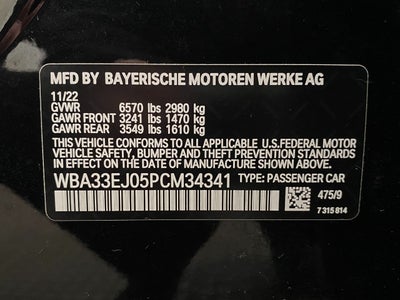 MFD BY BAYERISCHE MOTOREN WERKE AG
11/22
GVWR 6570 lbs 2980 kg
GAWR FRONT 3241 lbs 1470 kg
GAWR REAR 3549 lbs 1610 kg
THIS VEHICLE CONFORMS TO ALL APPLICABLE
U.S.FEDERAL MOTOR VEHICLE SAFETY, BUMPER, AND THEFT
PREVENTION STANDARDS IN EFFECT ON THE
DATE OF MANUFACTURE SHOWN ABOVE.
WBA33EJ05PCM34341 TYPE: PASSENGER CAR
475/9
7 315 814